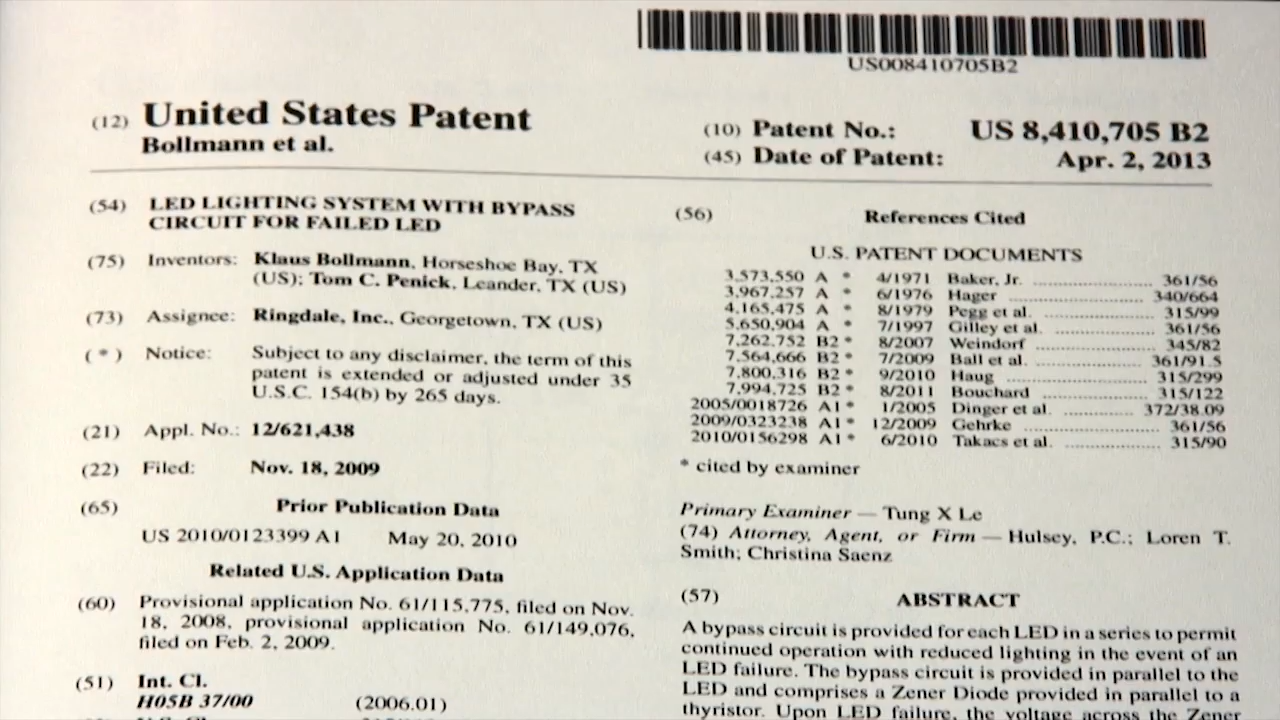 US008410705B2
(12) United States Patent
Bollmann et al.
(10) Patent No.: US 8,410,705 B2
(45) Date of Patent: Apr. 2, 2013
(54) LED LIGHTING SYSTEM WITH BYPASS
CIRCUIT FOR FAILED LED
(75) Inventors: Klaus Bollmann, Horseshoe Bay, TX
(US); Tom C. Penick, Leander, TX (US)
(73) Assignee: Ringdale, Inc., Georgetown, TX (US)
(*) Notice: Subject to any disclaimer, the term of this
patent is extended or adjusted under 35
U.S.C. 154(b) by 265 days.
(21) Appl. No.: 12/621,438
(22) Filed: Nov. 18, 2009
(65) Prior Publication Data
US 2010/0123399 A1 May 20, 2010
Related U.S. Application Data
(60) Provisional application No. 61/115,775, filed on Nov.
18, 2008, provisional application No. 61/149,076,
filed on Feb. 2, 2009.
(51) Int. Cl.
H05B 37/00 (2006.01)
(56) References Cited
U.S. PATENT DOCUMENTS
3,573,550 A * 4/1971 Baker, Jr. .................... 361/56
3,967,257 A * 6/1976 Hager ....................... 340/664
4,165,475 A * 8/1979 Pegg et al. .................. 315/99
5,650,904 A * 7/1997 Gilley et al. ................. 361/56
7,262,752 B2 * 8/2007 Weindorf .................... 345/82
7,564,666 B2 * 7/2009 Ball et al. .................. 361/91.5
7,800,316 B2 * 9/2010 Haug ........................ 315/299
7,994,725 B2 * 8/2011 Bouchard .................... 315/122
2005/0018726 A1 * 1/2005 Dinger et al. ............ 372/38.09
2009/0323238 A1 * 12/2009 Gehrke ...................... 361/56
2010/0156298 A1 * 6/2010 Takacs et al. ................ 315/90
* cited by examiner
Primary Examiner — Tung X Le
(74) Attorney, Agent, or Firm — Hulsey, P.C.; Loren T.
Smith; Christina Saenz
(57) ABSTRACT
A bypass circuit is provided for each LED in a series to permit
continued operation with reduced lighting in the event of an
LED failure. The bypass circuit is provided in parallel to the
LED and comprises a Zener Diode provided in parallel to a
thyristor. Upon LED failure, the voltage across the Zener